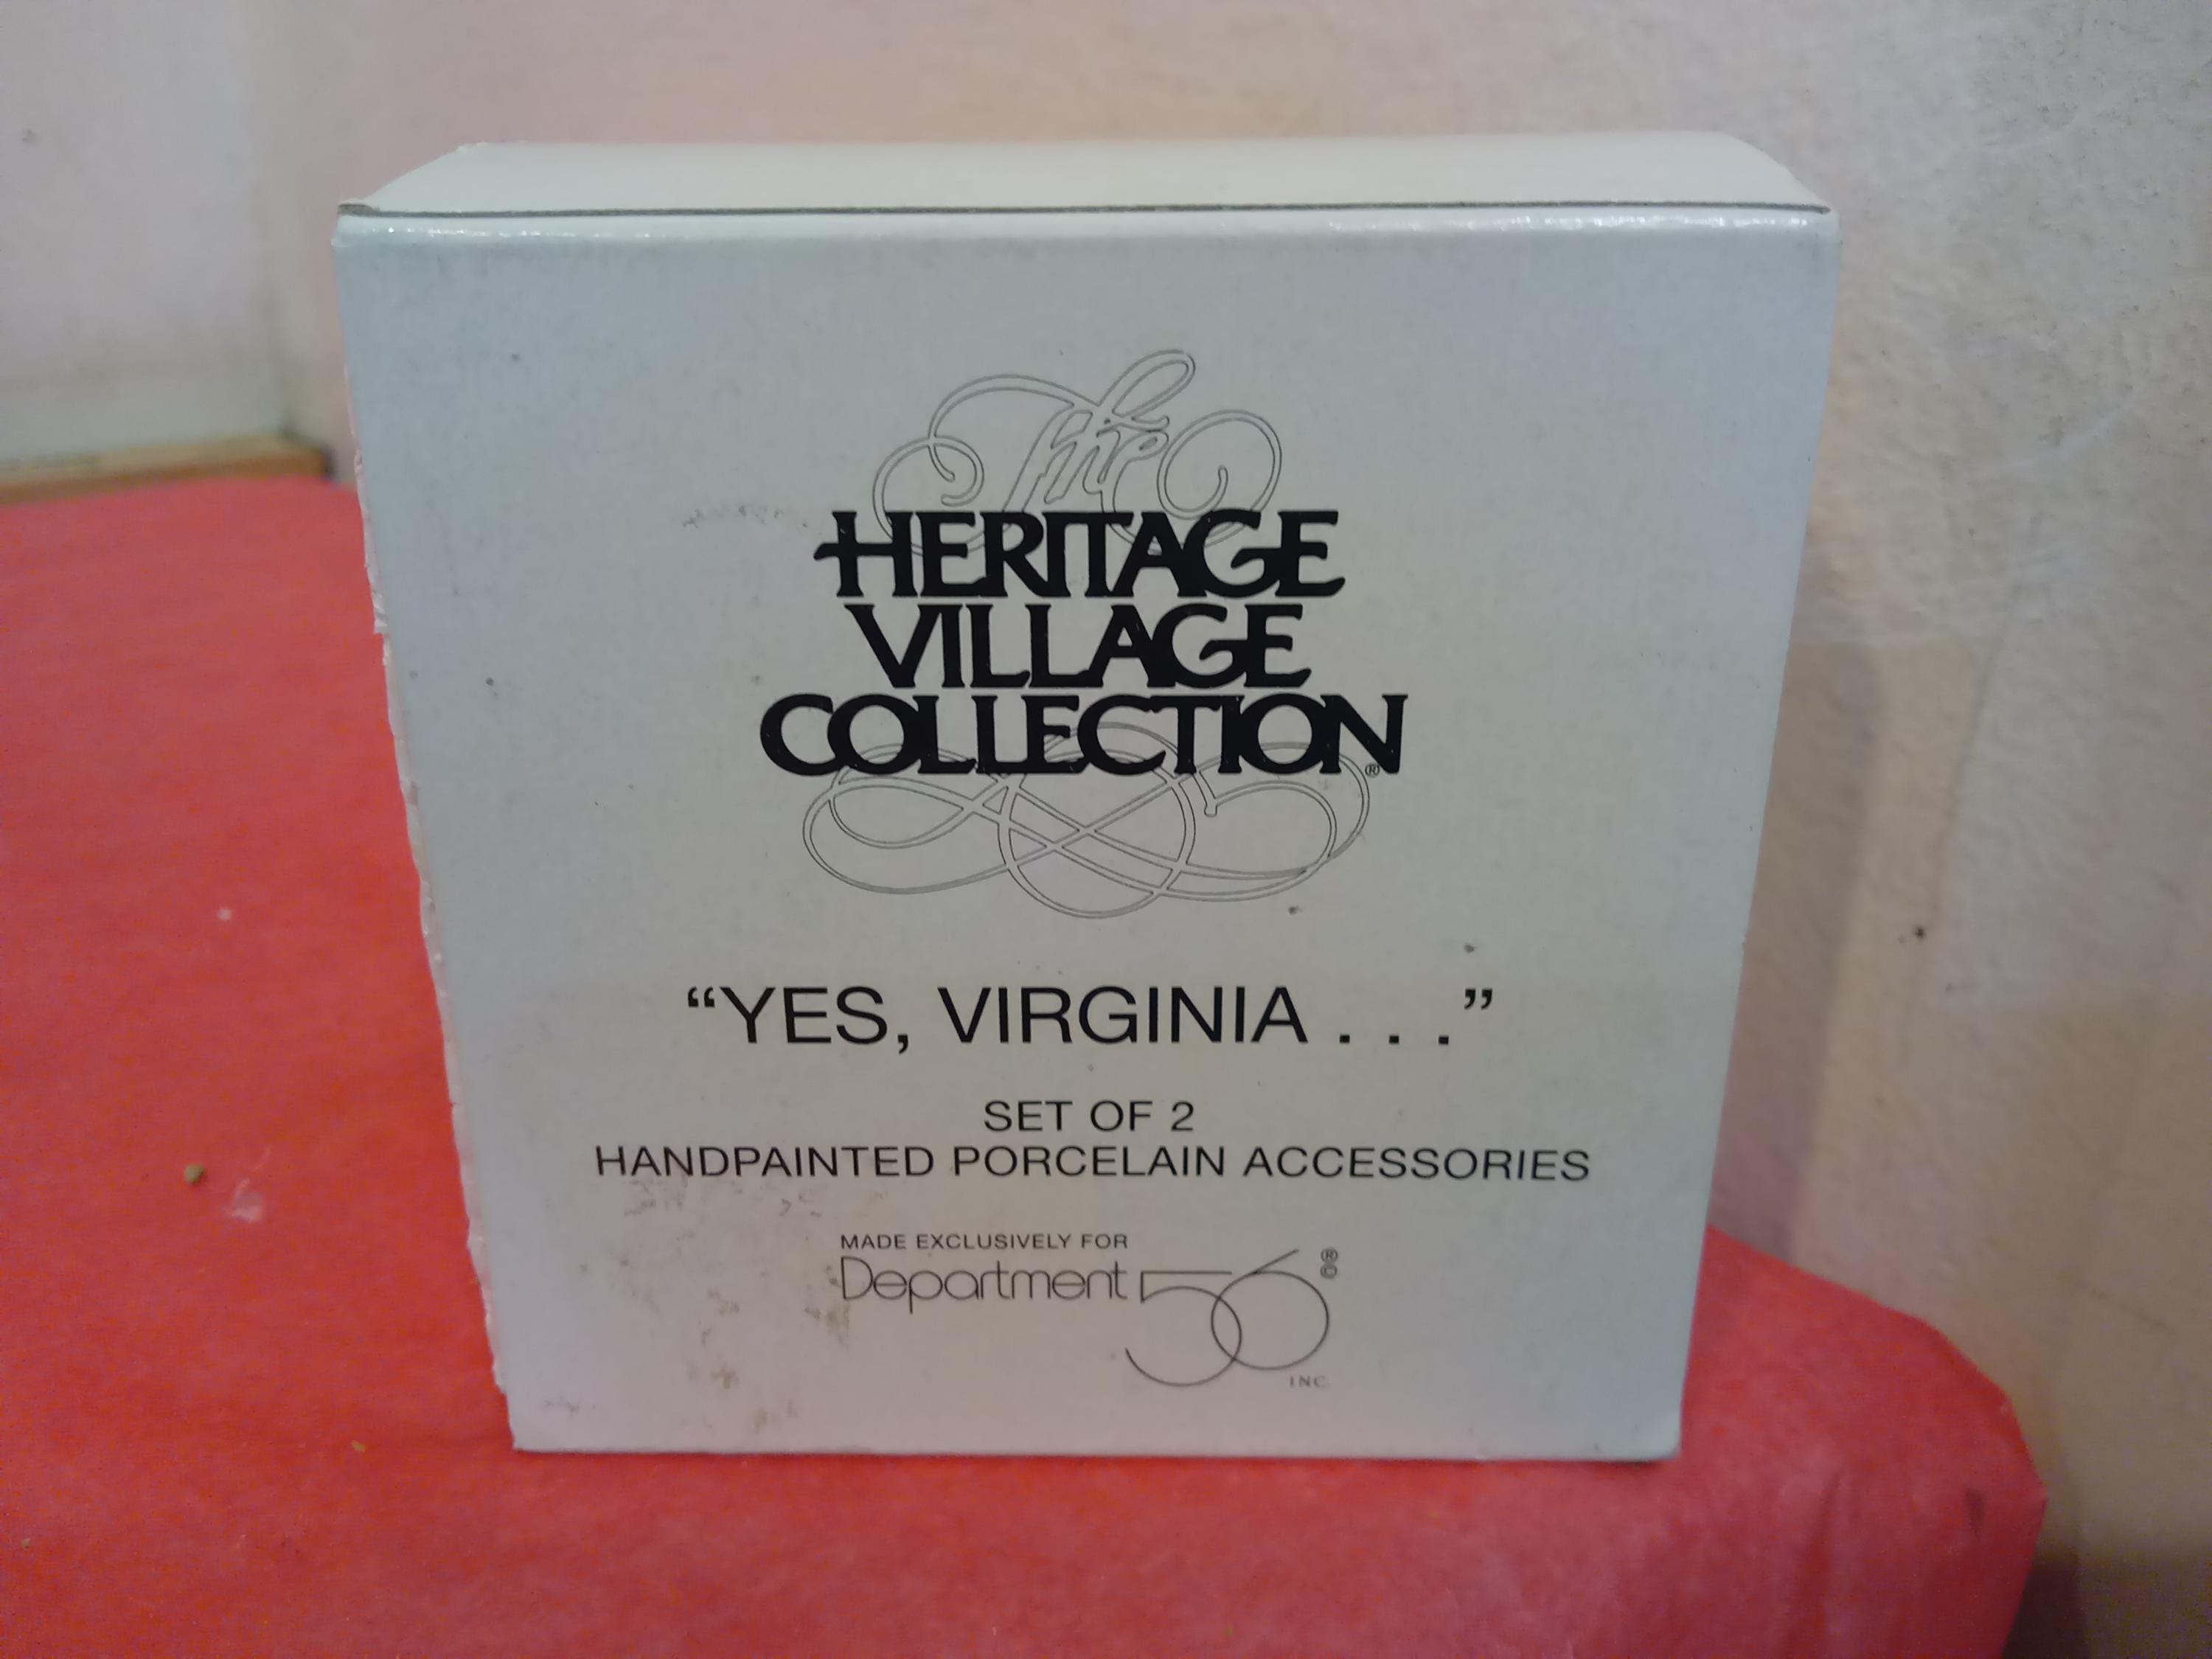 The
HERITAGE
VILLAGE
COLLECTION®
“YES, VIRGINIA . . .”
SET OF 2
HANDPAINTED PORCELAIN ACCESSORIES
MADE EXCLUSIVELY FOR
Department 56 ® ©
INC.